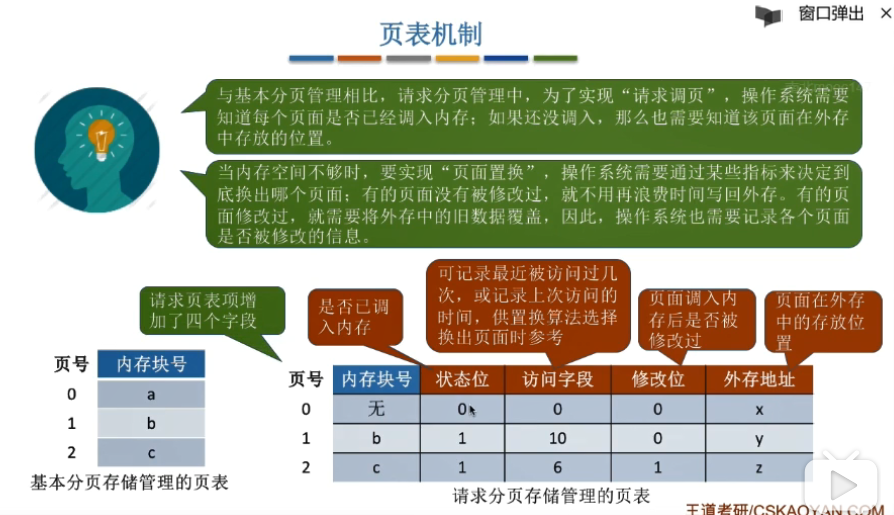 窗口弹出 ×
页表机制
与基本分页管理相比，请求分页管理中，为了实现“请求调页”，操作系统需要
知道每个页面是否已经调入内存；如果还没调入，那么也需要知道该页面在外存
中存放的位置。
当内存空间不够时，要实现“页面置换”，操作系统需要通过某些指标来决定到
底换出哪个页面；有的页面没有被修改过，就不用再浪费时间写回外存。有的页
面修改过，就需要将外存中的旧数据覆盖，因此，操作系统也需要记录各个页面
是否被修改的信息。
请求页表项增
加了四个字段
是否已调
入内存
可记录最近被访问过几
次，或记录上次访问的
时间，供置换算法选择
换出页面时参考
页面调入内
存后是否被
修改过
页面在外存
中的存放位
置
页号 内存块号
0 a
1 b
2 c
基本分页存储管理的页表
页号 内存块号 状态位 访问字段 修改位 外存地址
0 无 0 0 0 x
1 b 1 10 0 y
2 c 1 6 1 z
请求分页存储管理的页表
王道考研/CSKAOYAN.COM